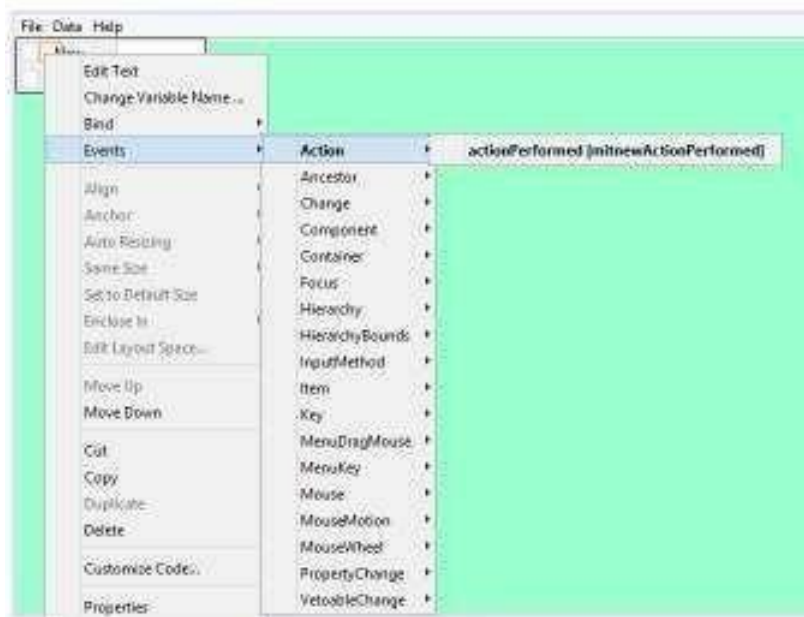 File Data Help
New
Edit Text
Change Variable Name...
Bind
Events
Align
Anchor
Auto Resizing
Same Size
Set to Default Size
Enclose In
Edit Layout Space...
Move Up
Move Down
Cut
Copy
Duplicate
Delete
Customize Code...
Properties
Action
Ancestor
Change
Component
Container
Focus
Hierarchy
HierarchyBounds
InputMethod
Item
Key
MenuDragMouse
MenuKey
Mouse
MouseMotion
MouseWheel
PropertyChange
VetoableChange
actionPerformed [mitnewActionPerformed]